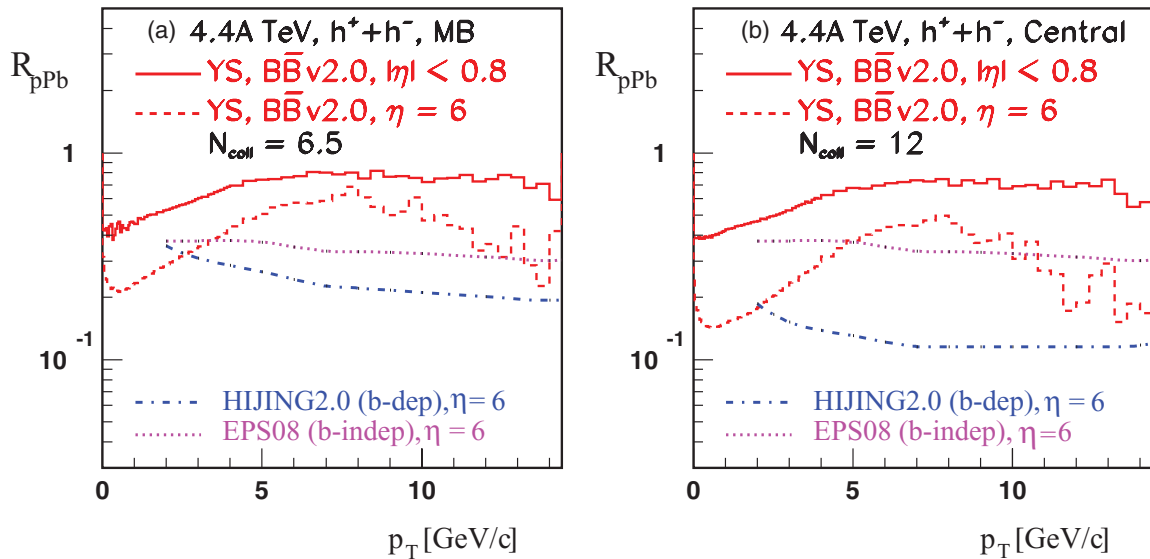 (a) 4.4A TeV, h⁺+h⁻, MB
R_pPb
YS, BB̅ v2.0, |η| < 0.8
YS, BB̅ v2.0, η = 6
N_coll = 6.5
1
10⁻¹
HIJING2.0 (b-dep),η= 6
EPS08 (b-indep),η = 6
0 5 10
p_T [GeV/c]
(b) 4.4A TeV, h⁺+h⁻, Central
R_pPb
YS, BB̅ v2.0, |η| < 0.8
YS, BB̅ v2.0, η = 6
N_coll = 12
1
10⁻¹
HIJING2.0 (b-dep), η = 6
EPS08 (b-indep), η=6
0 5 10
p_T [GeV/c]